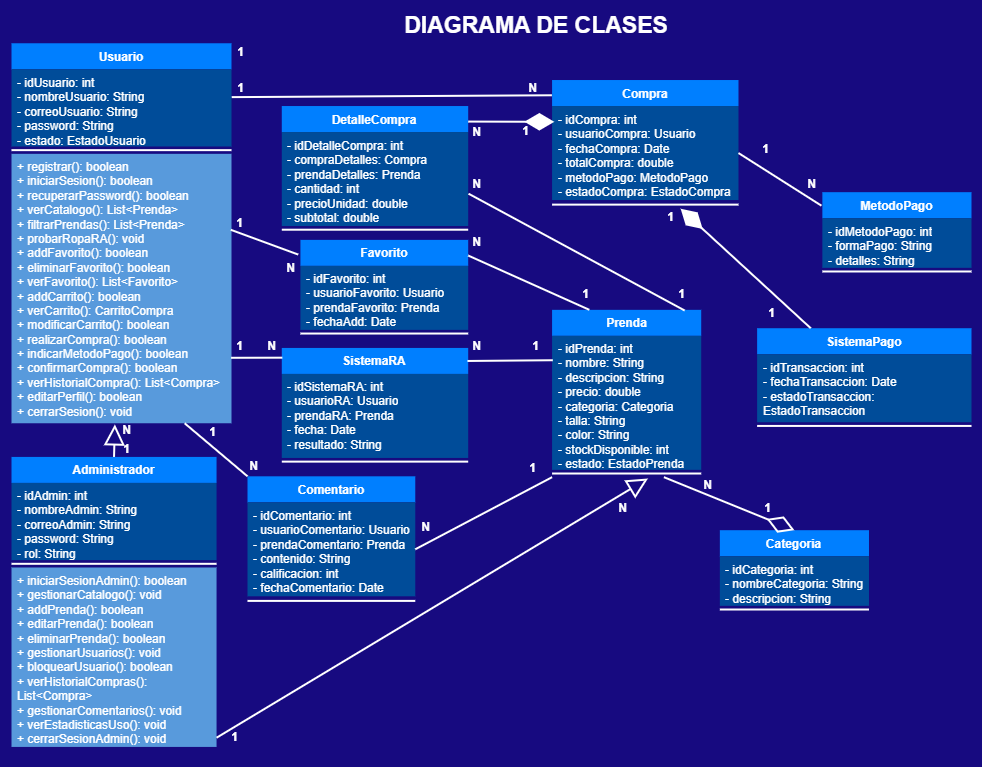 DIAGRAMA DE CLASES
Usuario
- idUsuario: int
- nombreUsuario: String
- correoUsuario: String
- password: String
- estado: EstadoUsuario
+ registrar(): boolean
+ iniciarSesion(): boolean
+ recuperarPassword(): boolean
+ verCatalogo(): List<Prenda>
+ filtrarPrendas(): List<Prenda>
+ probarRopaRA(): void
+ addFavorito(): boolean
+ eliminarFavorito(): boolean
+ verFavorito(): List<Favorito>
+ addCarrito(): boolean
+ verCarrito(): CarritoCompra
+ modificarCarrito(): boolean
+ realizarCompra(): boolean
+ indicarMetodoPago(): boolean
+ confirmarCompra(): boolean
+ verHistorialCompra(): List<Compra>
+ editarPerfil(): boolean
+ cerrarSesion(): void
1
1
N
DetalleCompra
- idDetalleCompra: int
- compraDetalles: Compra
- prendaDetalles: Prenda
- cantidad: int
- precioUnidad: double
- subtotal: double
N
1
N
1
Compra
- idCompra: int
- usuarioCompra: Usuario
- fechaCompra: Date
- totalCompra: double
- metodoPago: MetodoPago
- estadoCompra: EstadoCompra
1
N
1
1
MetodoPago
- idMetodoPago: int
- formaPago: String
- detalles: String
Favorito
- idFavorito: int
- usuarioFavorito: Usuario
- prendaFavorito: Prenda
- fechaAdd: Date
1
N
N
1
Prenda
- idPrenda: int
- nombre: String
- descripcion: String
- precio: double
- categoria: Categoria
- talla: String
- color: String
- stockDisponible: int
- estado: EstadoPrenda
SistemaPago
- idTransaccion: int
- fechaTransaccion: Date
- estadoTransaccion:
EstadoTransaccion
SistemaRA
- idSistemaRA: int
- usuarioRA: Usuario
- prendaRA: Prenda
- fecha: Date
- resultado: String
1
N
N
1
N
1
Administrador
- idAdmin: int
- nombreAdmin: String
- correoAdmin: String
- password: String
- rol: String
+ iniciarSesionAdmin(): boolean
+ gestionarCatalogo(): void
+ addPrenda(): boolean
+ editarPrenda(): boolean
+ eliminarPrenda(): boolean
+ gestionarUsuarios(): void
+ bloquearUsuario(): boolean
+ verHistorialCompras():
List<Compra>
+ gestionarComentarios(): void
+ verEstadisticasUso(): void
+ cerrarSesionAdmin(): void
1
N
Comentario
- idComentario: int
- usuarioComentario: Usuario
- prendaComentario: Prenda
- contenido: String
- calificacion: int
- fechaComentario: Date
1
N
N
1
N
1
Categoria
- idCategoria: int
- nombreCategoria: String
- descripcion: String